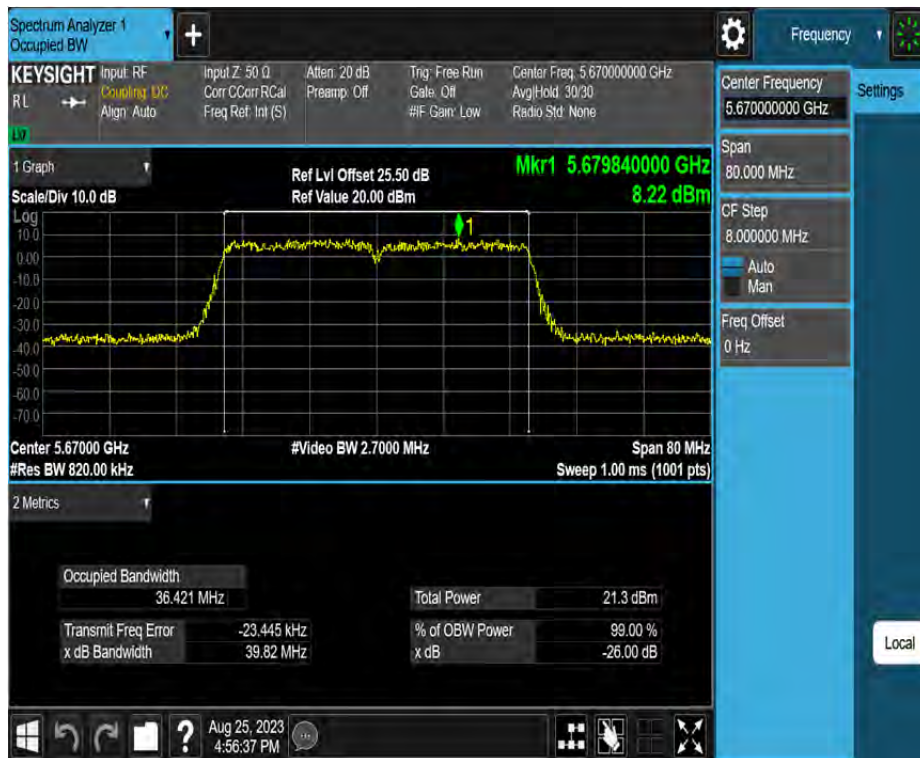 Spectrum Analyzer 1
Occupied BW
Frequency
KEYSIGHT
RL
Input: RF
Coupling: DC
Align: Auto
Input Z: 50 Ω
Corr CCorr RCal
Freq Ref: Int (S)
Atten: 20 dB
Preamp: Off
Trig: Free Run
Gate: Off
#IF Gain: Low
Center Freq: 5.670000000 GHz
Avg|Hold: 30/30
Radio Std: None
Center Frequency
5.670000000 GHz
Settings
Span
80.000 MHz
CF Step
8.000000 MHz
Auto
Man
Freq Offset
0 Hz
1 Graph
Scale/Div 10.0 dB
Ref Lvl Offset 25.50 dB
Ref Value 20.00 dBm
Mkr1 5.679840000 GHz
8.22 dBm
Log
10.0
0.00
-10.0
-20.0
-30.0
-40.0
-50.0
-60.0
-70.0
1
Center 5.67000 GHz
#Video BW 2.7000 MHz
Span 80 MHz
#Res BW 820.00 kHz
Sweep 1.00 ms (1001 pts)
2 Metrics
Occupied Bandwidth
36.421 MHz
Total Power 21.3 dBm
Transmit Freq Error -23.445 kHz
% of OBW Power 99.00 %
x dB Bandwidth 39.82 MHz
x dB -26.00 dB
Local
?
Aug 25, 2023
4:56:37 PM